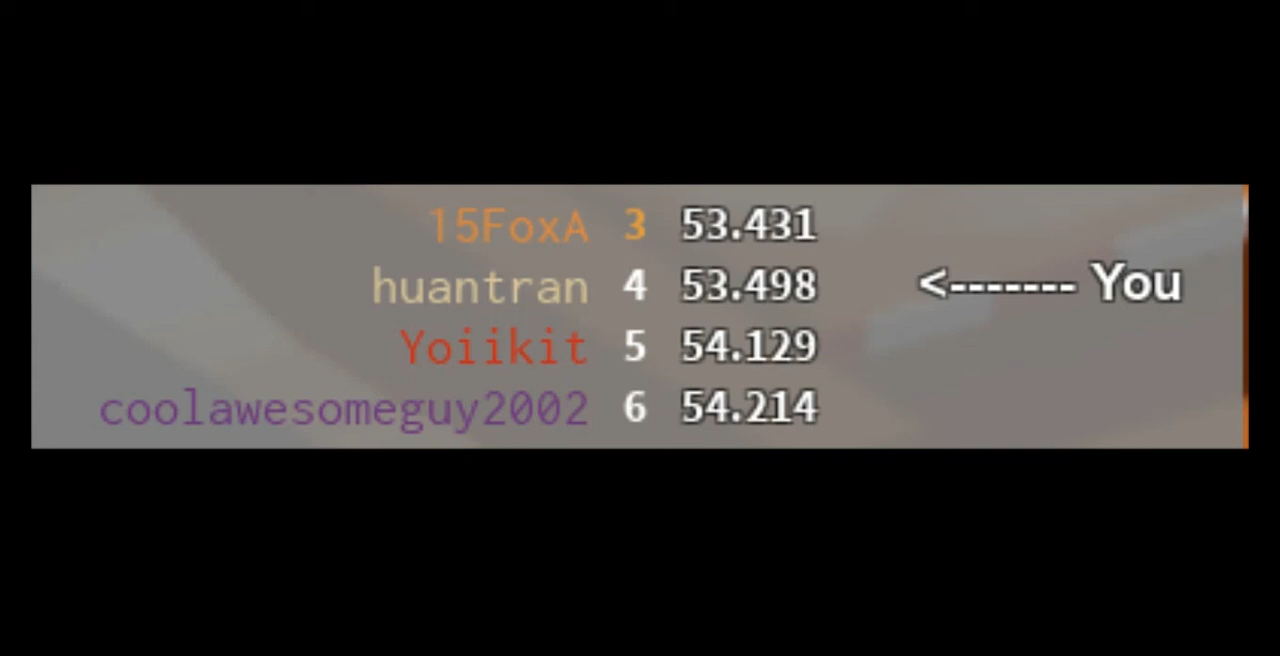 15FoxA 3 53.431
huantran 4 53.498 <------- You
Yoiikit 5 54.129
coolawesomeguy2002 6 54.214